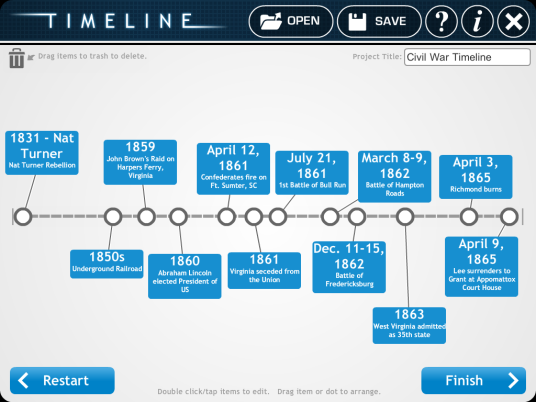 TIMELINE
OPEN
SAVE
?
i
X
Drag items to trash to delete.
Project Title:
Civil War Timeline
1831 - Nat
Turner
Nat Turner Rebellion
1859
John Brown's Raid on
Harpers Ferry,
Virginia
April 12,
1861
Confederates fire on
Ft. Sumter, SC
July 21,
1861
1st Battle of Bull Run
March 8-9,
1862
Battle of Hampton
Roads
April 3,
1865
Richmond burns
1850s
Underground Railroad
1860
Abraham Lincoln
elected President of
US
1861
Virginia seceded from
the Union
Dec. 11-15,
1862
Battle of
Fredericksburg
1863
West Virginia admitted
as 35th state
April 9,
1865
Lee surrenders to
Grant at Appomattox
Court House
Restart
Double click/tap items to edit. Drag item or dot to arrange.
Finish